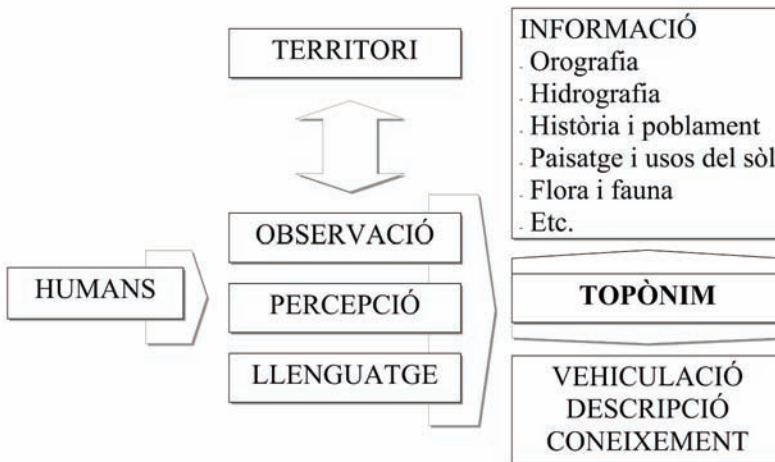 TERRITORI
HUMANS
OBSERVACIÓ
PERCEPCIÓ
LLENGUATGE
INFORMACIÓ
- Orografia
- Hidrografia
- Història i poblament
- Paisatge i usos del sòl
- Flora i fauna
- Etc.
TOPÒNIM
VEHICULACIÓ
DESCRIPCIÓ
CONEIXEMENT